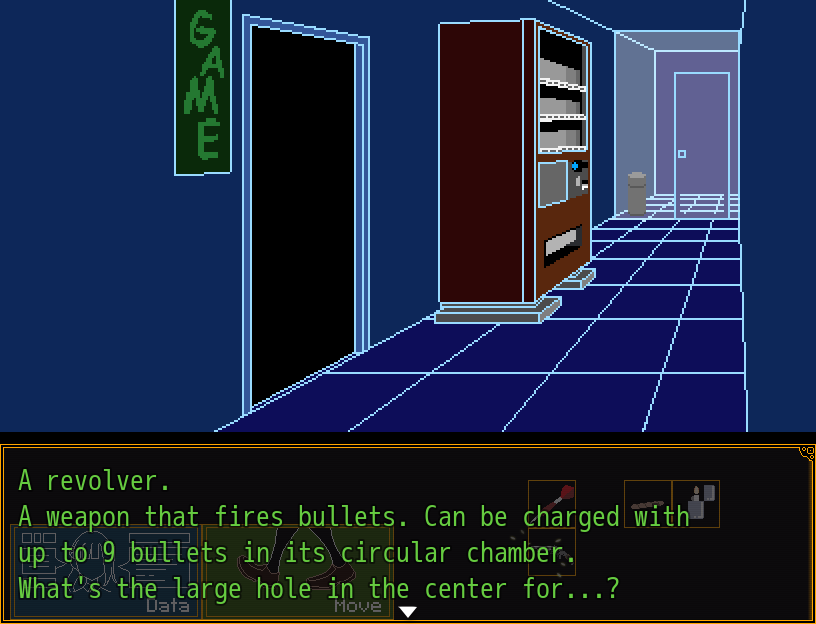 GAME
A revolver.
A weapon that fires bullets. Can be charged with
up to 9 bullets in its circular chamber.
What's the large hole in the center for...?
Data
Move